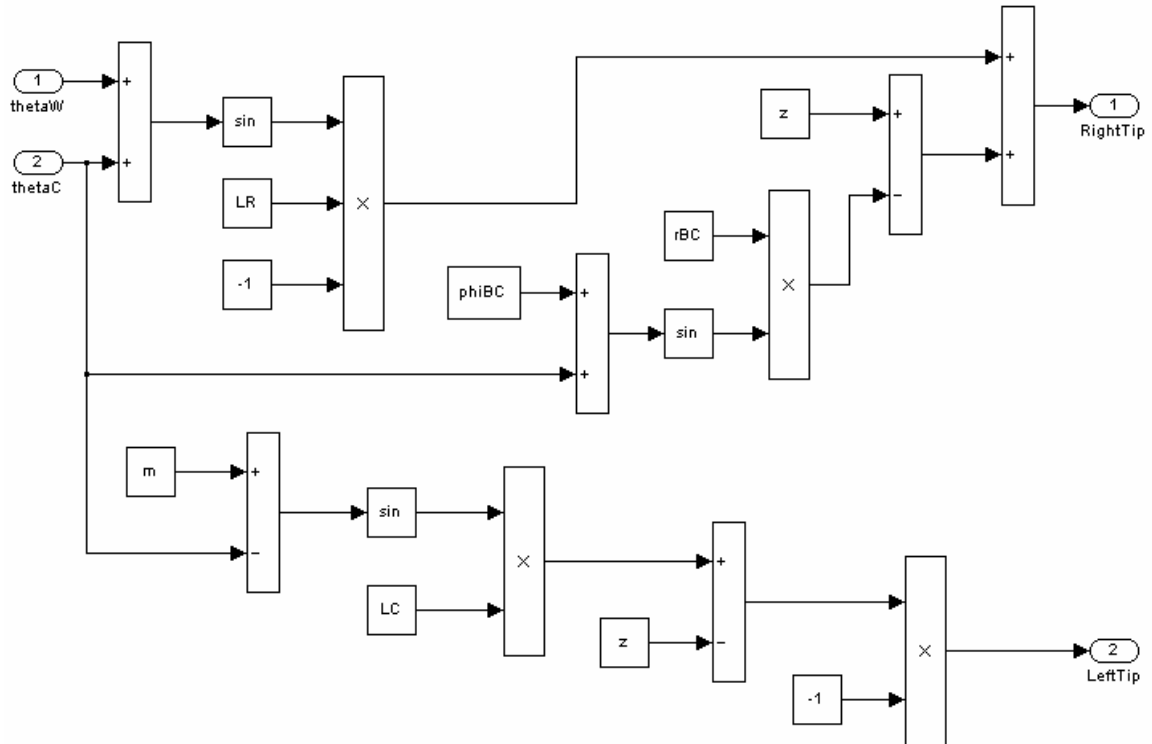 1
thetaW
+
2
thetaC
+
sin
LR
-1
×
phiBC
+
+
sin
rBC
×
z
+
−
+
+
1
RightTip
m
+
−
sin
LC
×
z
+
−
-1
×
2
LeftTip